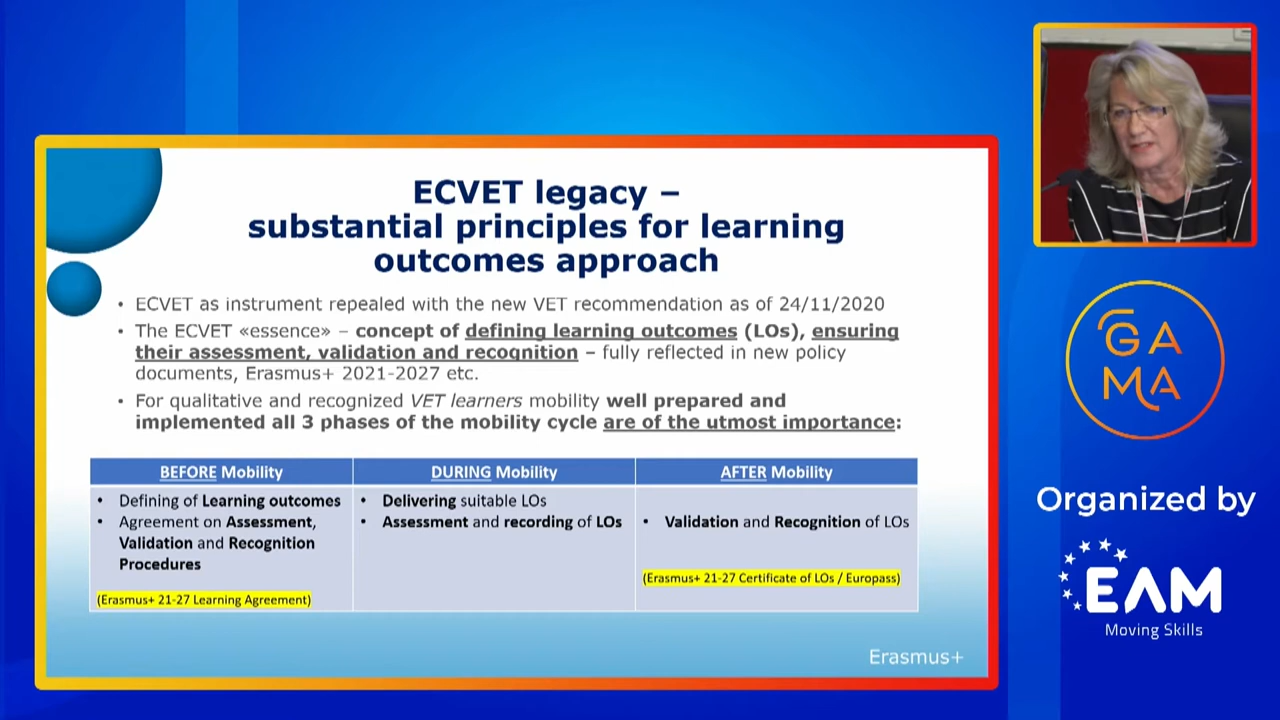 ECVET legacy –
substantial principles for learning
outcomes approach
• ECVET as instrument repealed with the new VET recommendation as of 24/11/2020
• The ECVET «essence» – concept of defining learning outcomes (LOs), ensuring
their assessment, validation and recognition – fully reflected in new policy
documents, Erasmus+ 2021-2027 etc.
• For qualitative and recognized VET learners mobility well prepared and
implemented all 3 phases of the mobility cycle are of the utmost importance:
BEFORE Mobility
• Defining of Learning outcomes
• Agreement on Assessment,
Validation and Recognition
Procedures
(Erasmus+ 21-27 Learning Agreement)
DURING Mobility
• Delivering suitable LOs
• Assessment and recording of LOs
AFTER Mobility
• Validation and Recognition of LOs
(Erasmus+ 21-27 Certificate of LOs / Europass)
Erasmus+
GA
MA
Organized by
EAM
Moving Skills